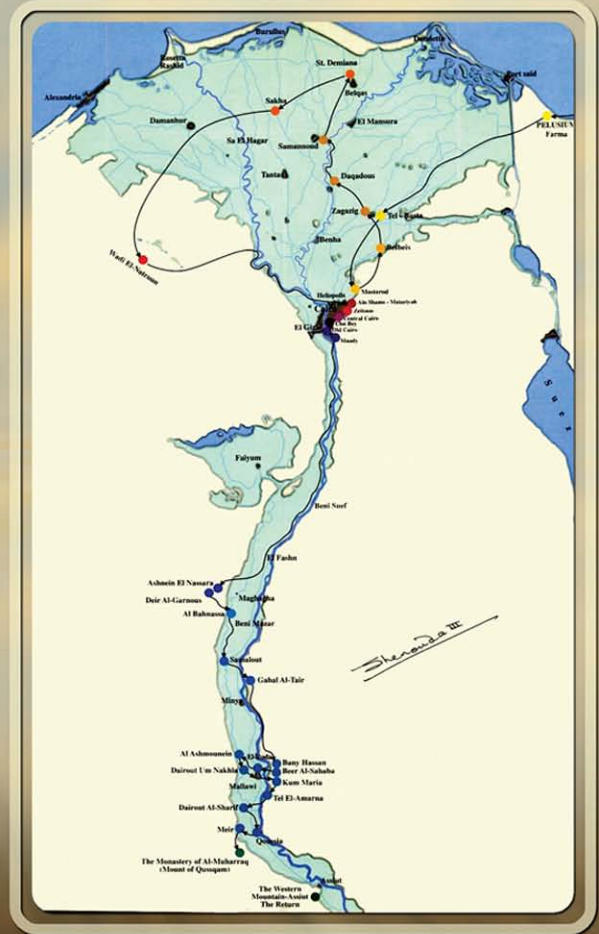 Burullus
Damietta
Rosetta
Rashid
St. Demiana
Port said
Alexandria
Belqas
Sakha
Damanhur
El Mansura
PELUSIUM
Farma
Sa El Hagar
Samannoud
Tanta
Daqadous
Zagazig
Tel - Basta
Benha
Belbeis
Wadi El-Natroun
Mostorod
Heliopolis
Ain Shams - Matariyah
Cairo
Zeitoun
Central Cairo
El Giza
Old Cairo
Maady
Suez
Faiyum
Beni Suef
El Fashn
Ashnein El Nassara
Deir Al-Garnous
Maghagha
Al Bahnassa
Beni Mazar
Shenouda III
Samalout
Gabal Al-Tair
Minya
Al Ashmounein
Bany Hassan
Dairout Um Nakhla
Beer Al-Sahaba
Kum Maria
Mallawi
Tel El-Amarna
Dairout Al-Sharif
Meir
Qousia
The Monastery of Al-Muharraq
(Mount of Qussqam)
Assiut
The Western
Mountain-Assiut
The Return